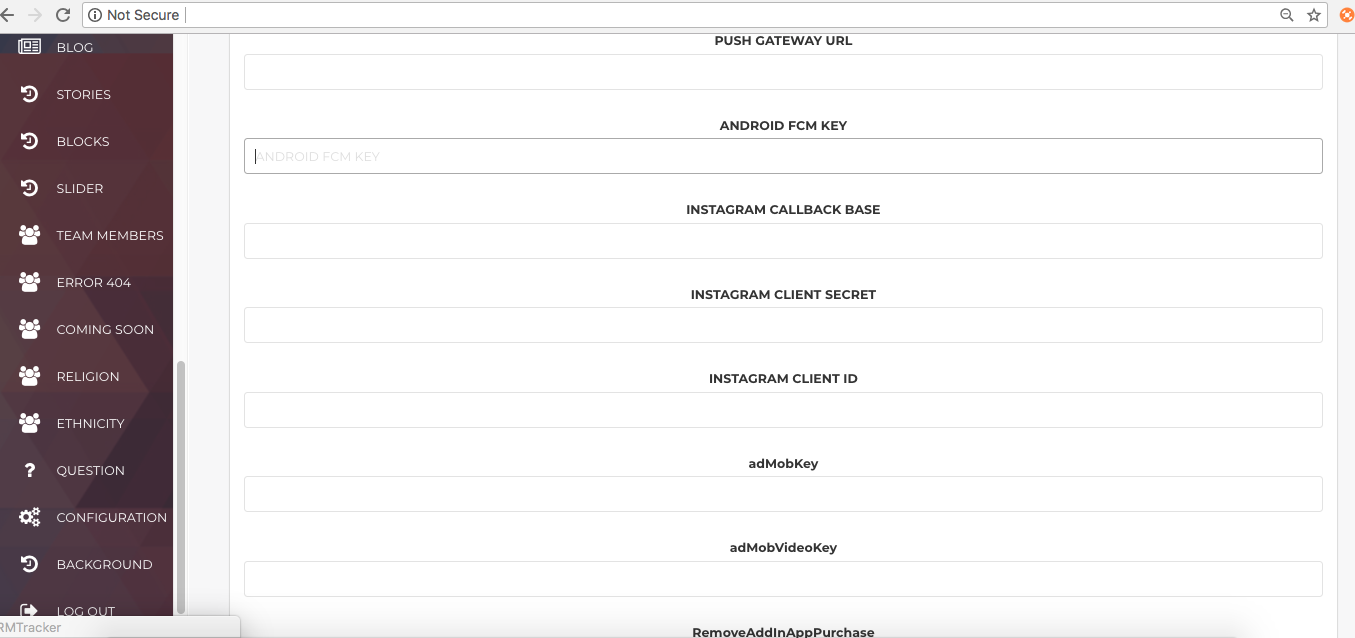 Not Secure
BLOG
STORIES
BLOCKS
SLIDER
TEAM MEMBERS
ERROR 404
COMING SOON
RELIGION
ETHNICITY
QUESTION
CONFIGURATION
BACKGROUND
LOG OUT
RMTracker
PUSH GATEWAY URL
ANDROID FCM KEY
ANDROID FCM KEY
INSTAGRAM CALLBACK BASE
INSTAGRAM CLIENT SECRET
INSTAGRAM CLIENT ID
adMobKey
adMobVideoKey
RemoveAddInAppPurchase